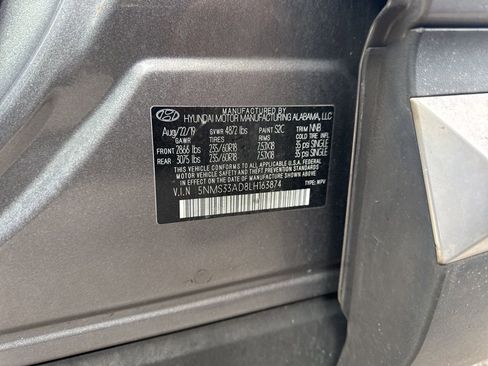 MANUFACTURED BY
HYUNDAI MOTOR MANUFACTURING ALABAMA, LLC
Aug/22/19 GVWR 4872 lbs PAINT S2C TRIM NNB
GAWR TIRES RIMS COLD TIRE INFL. PRES.
FRONT 2866 lbs 235/60R18 7.5JX18 35 psi SINGLE
REAR 3075 lbs 235/60R18 7.5JX18 35 psi SINGLE
THIS VEHICLE CONFORMS TO ALL APPLICABLE U.S. FEDERAL
MOTOR VEHICLE SAFETY AND THEFT PREVENTION STANDARDS
IN EFFECT ON THE DATE OF MANUFACTURE SHOWN ABOVE.
V.I.N 5NMS33AD8LH163874 TYPE: MPV